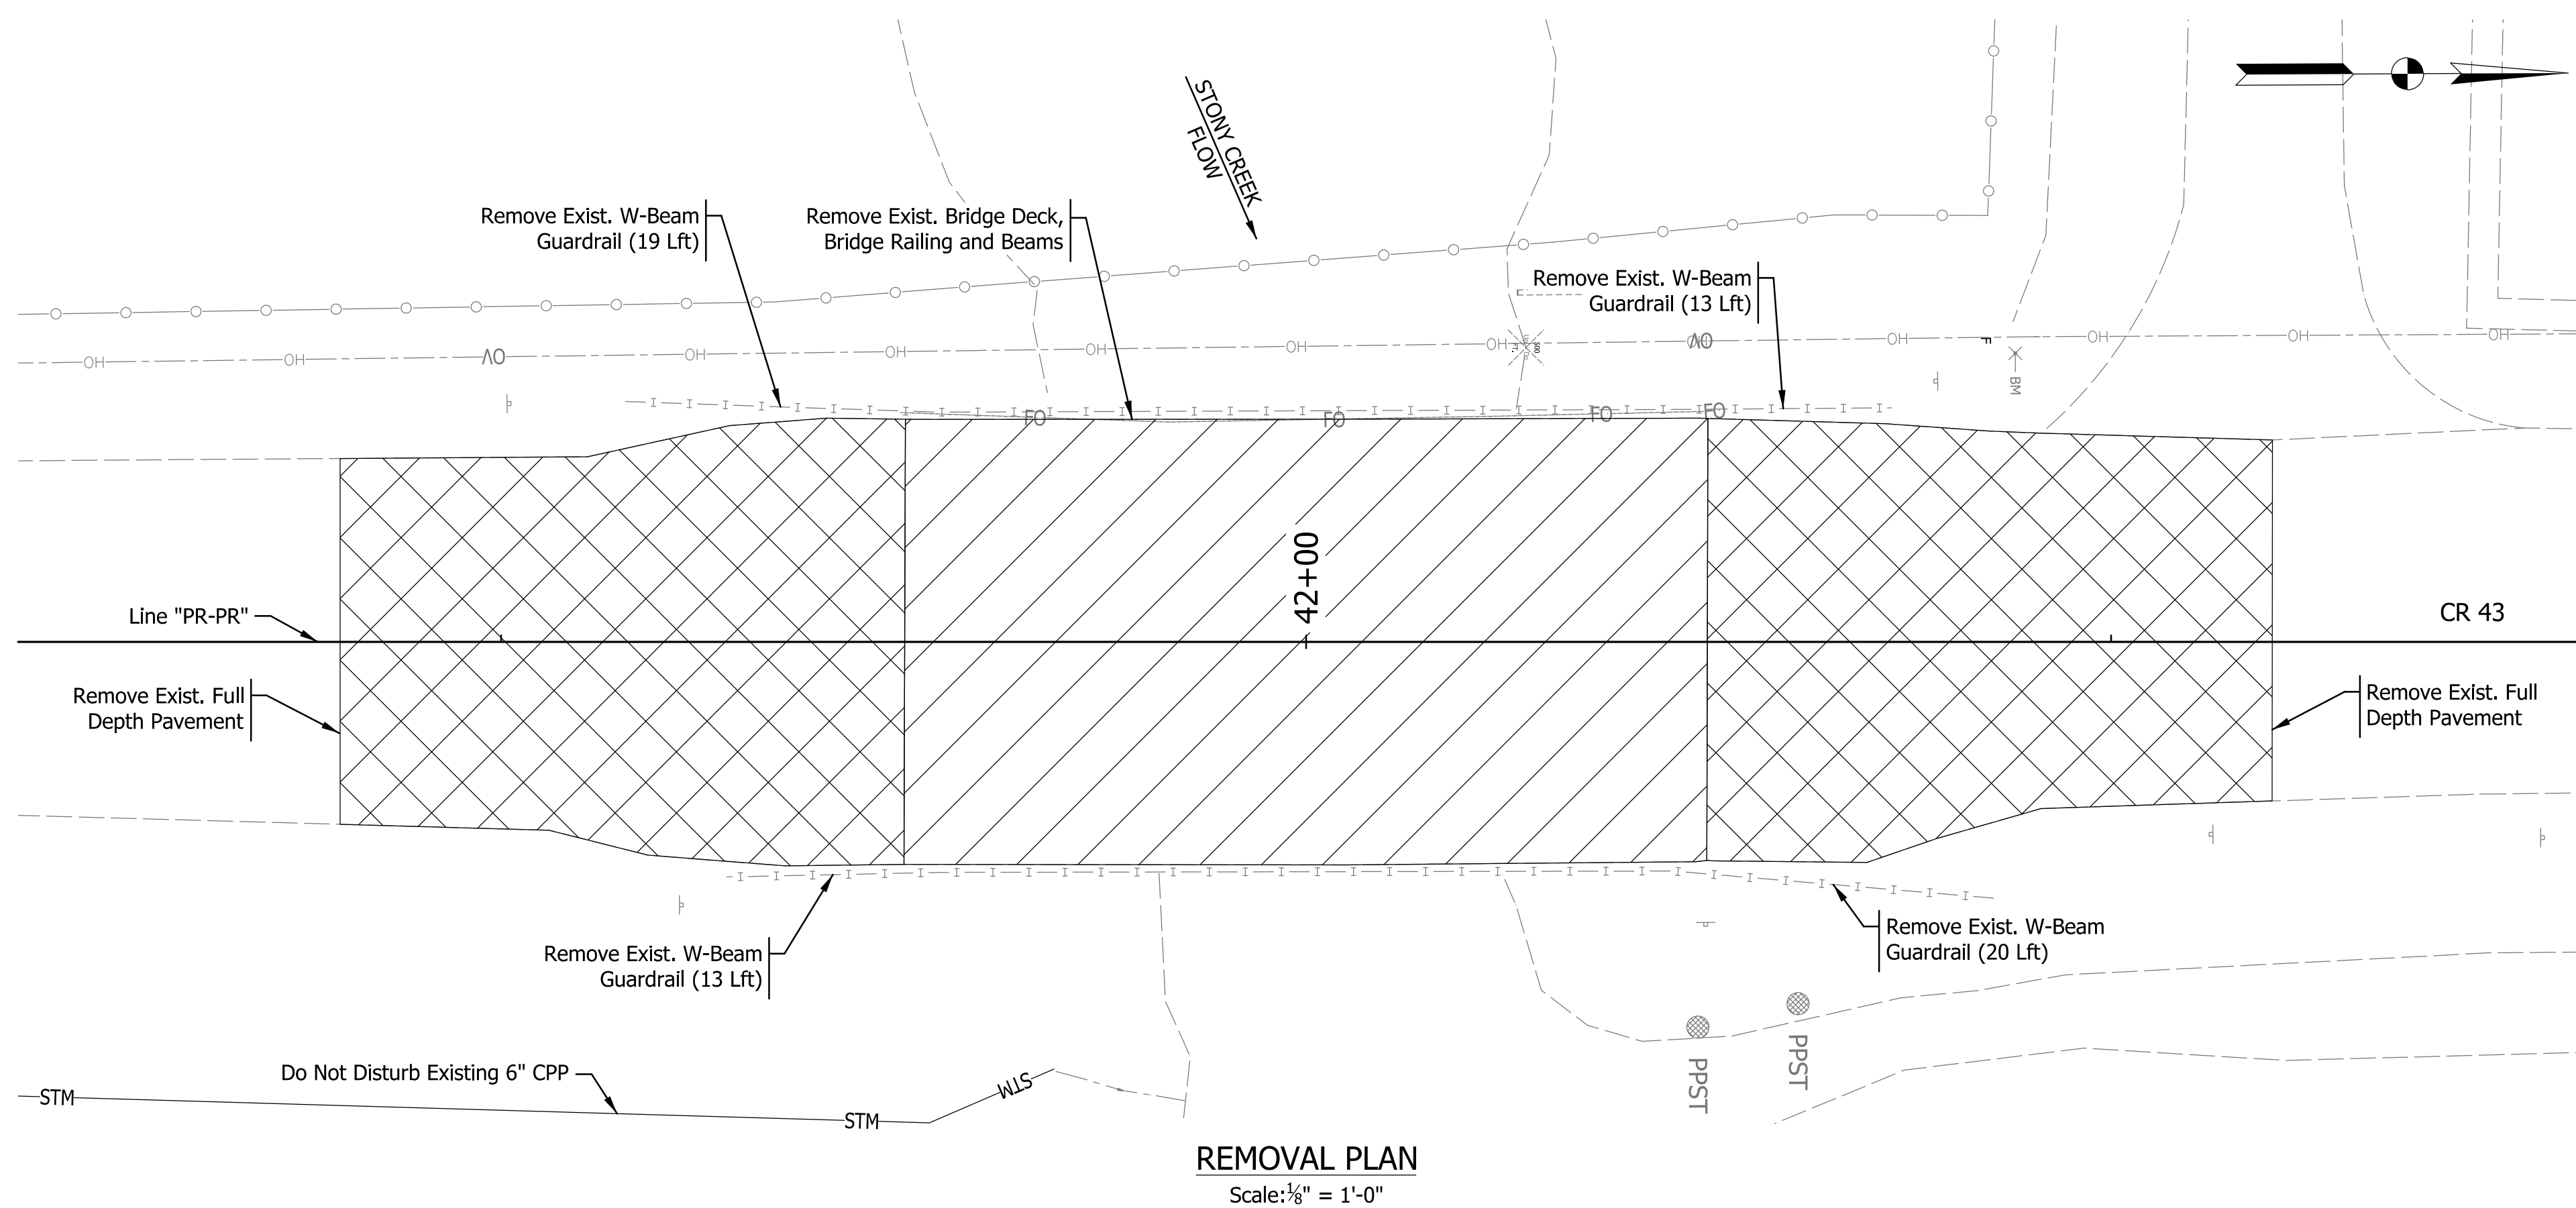 STONY CREEK
FLOW
Remove Exist. W-Beam
Guardrail (19 Lft)
Remove Exist. Bridge Deck,
Bridge Railing and Beams
Remove Exist. W-Beam
Guardrail (13 Lft)
OH
OH
OV
OH
OH
OH
OH
OH
OV
OH
F
OH
OH
OH
BM
FO
FO
FO
FO
42+00
Line "PR-PR"
CR 43
Remove Exist. Full
Depth Pavement
Remove Exist. Full
Depth Pavement
Remove Exist. W-Beam
Guardrail (13 Lft)
Remove Exist. W-Beam
Guardrail (20 Lft)
PPST
PPST
Do Not Disturb Existing 6" CPP
STM
STM
STM
REMOVAL PLAN
Scale:⅛" = 1'-0"